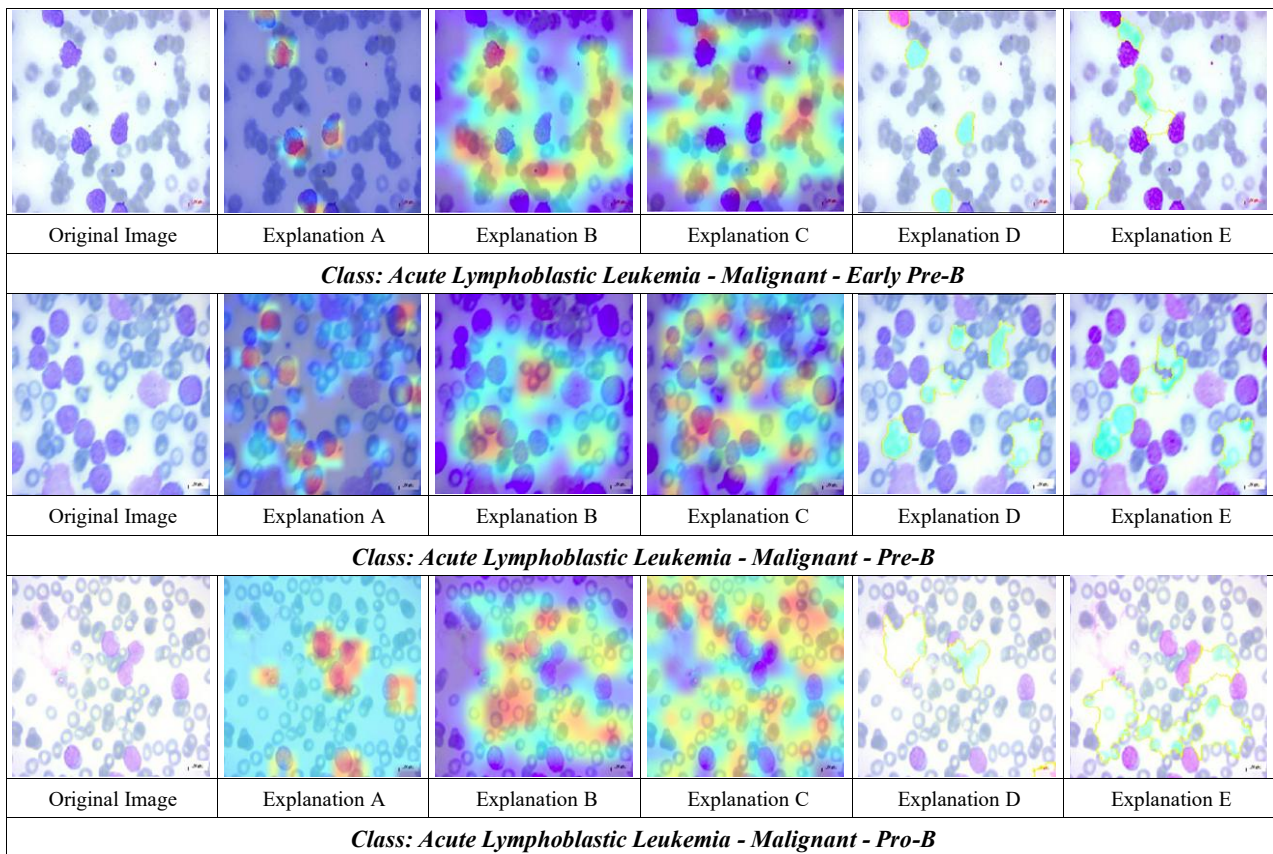 Original Image Explanation A Explanation B Explanation C Explanation D Explanation E
Class: Acute Lymphoblastic Leukemia - Malignant - Early Pre-B
Original Image Explanation A Explanation B Explanation C Explanation D Explanation E
Class: Acute Lymphoblastic Leukemia - Malignant - Pre-B
Original Image Explanation A Explanation B Explanation C Explanation D Explanation E
Class: Acute Lymphoblastic Leukemia - Malignant - Pro-B